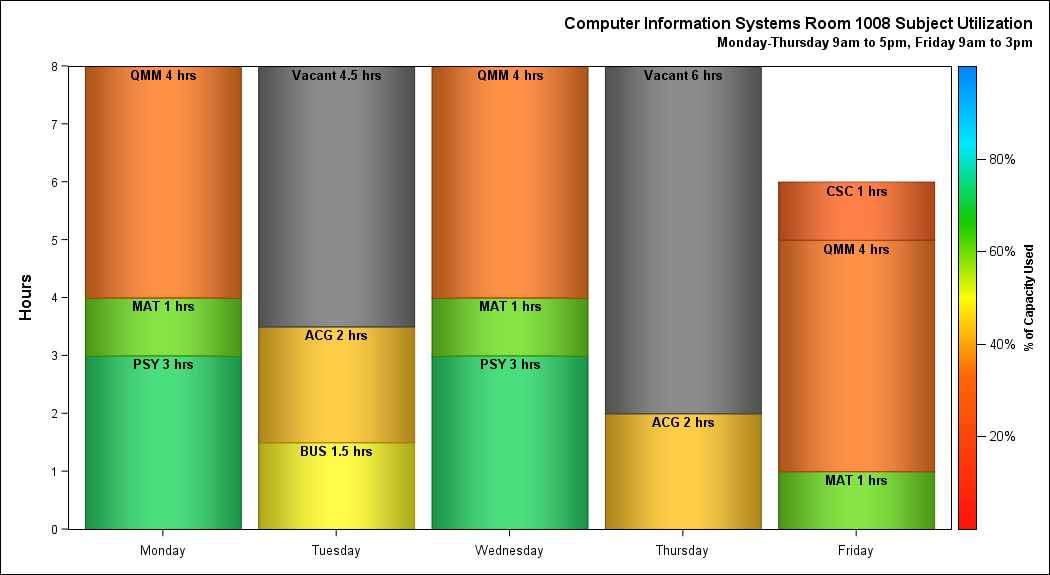 Computer Information Systems Room 1008 Subject Utilization
Monday-Thursday 9am to 5pm, Friday 9am to 3pm
Hours
8
7
6
5
4
3
2
1
0
QMM 4 hrs
MAT 1 hrs
PSY 3 hrs
Vacant 4.5 hrs
ACG 2 hrs
BUS 1.5 hrs
QMM 4 hrs
MAT 1 hrs
PSY 3 hrs
Vacant 6 hrs
ACG 2 hrs
CSC 1 hrs
QMM 4 hrs
MAT 1 hrs
Monday
Tuesday
Wednesday
Thursday
Friday
80%
60%
40%
20%
% of Capacity Used